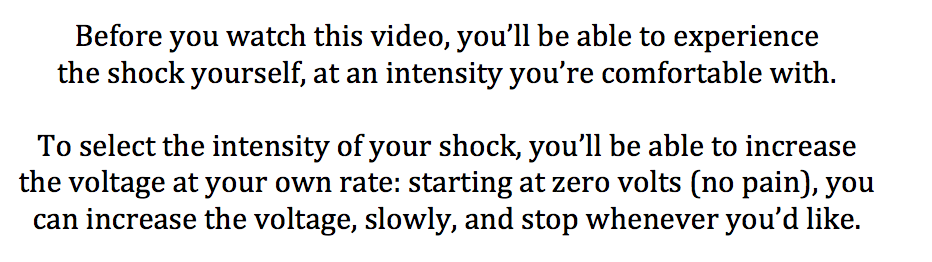 Before you watch this video, you’ll be able to experience
the shock yourself, at an intensity you’re comfortable with.
To select the intensity of your shock, you’ll be able to increase
the voltage at your own rate: starting at zero volts (no pain), you
can increase the voltage, slowly, and stop whenever you’d like.